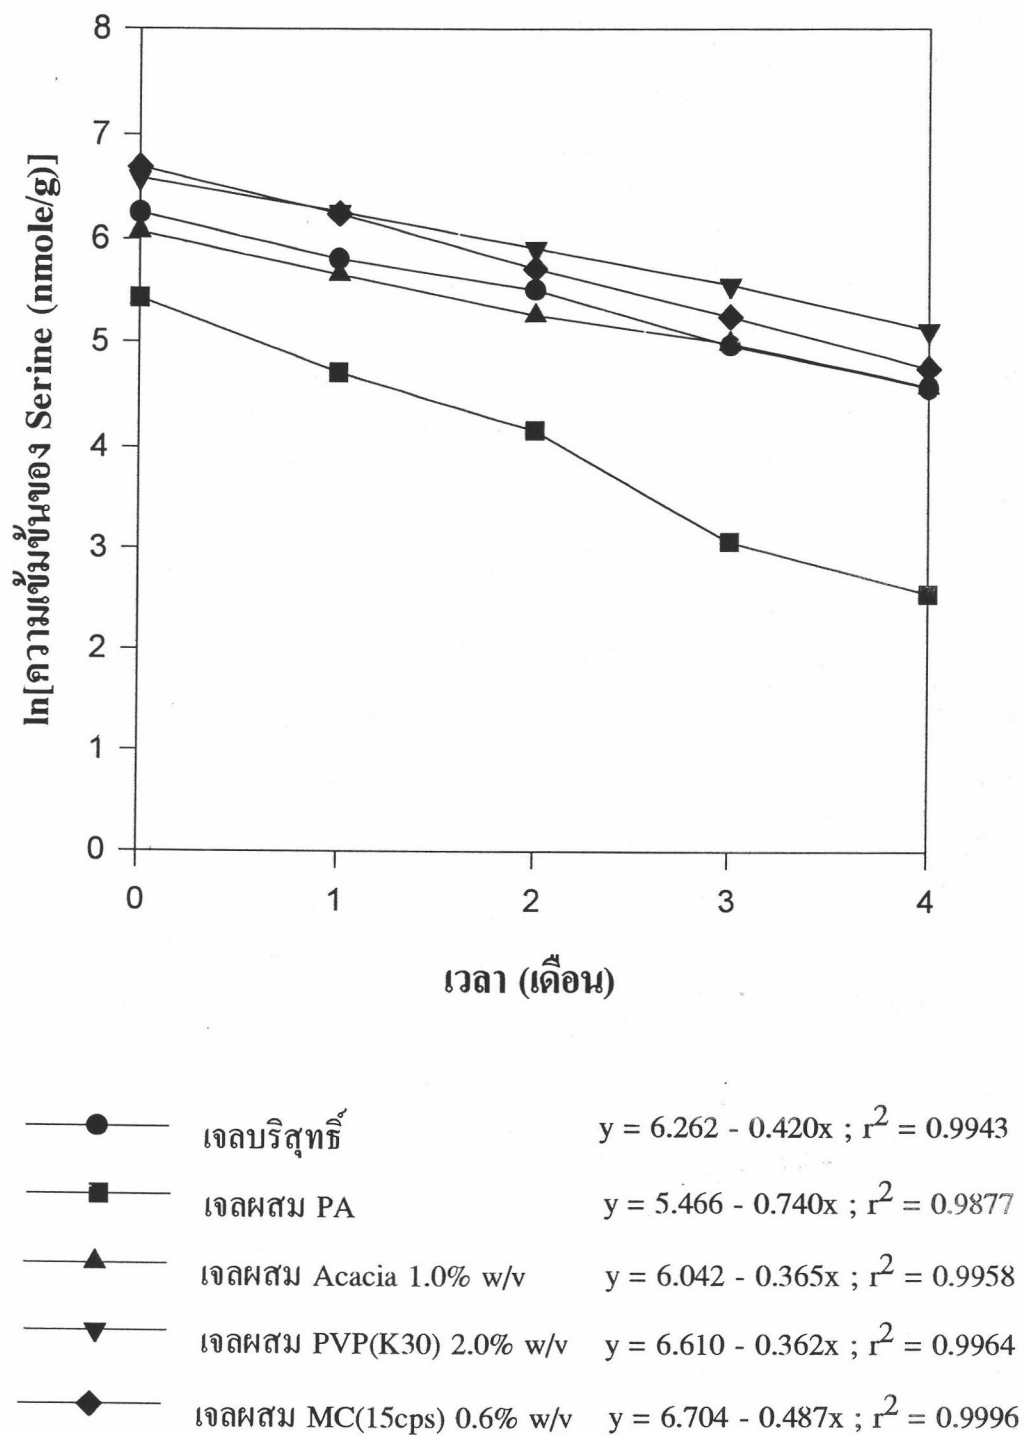 8
7
6
5
4
3
2
1
0
ln[ความเข้มข้นของ Serine (nmole/g)]
0 1 2 3 4
เวลา (เดือน)
เจลบริสุทธิ์ y = 6.262 - 0.420x ; r² = 0.9943
เจลผสม PA y = 5.466 - 0.740x ; r² = 0.9877
เจลผสม Acacia 1.0% w/v y = 6.042 - 0.365x ; r² = 0.9958
เจลผสม PVP(K30) 2.0% w/v y = 6.610 - 0.362x ; r² = 0.9964
เจลผสม MC(15cps) 0.6% w/v y = 6.704 - 0.487x ; r² = 0.9996